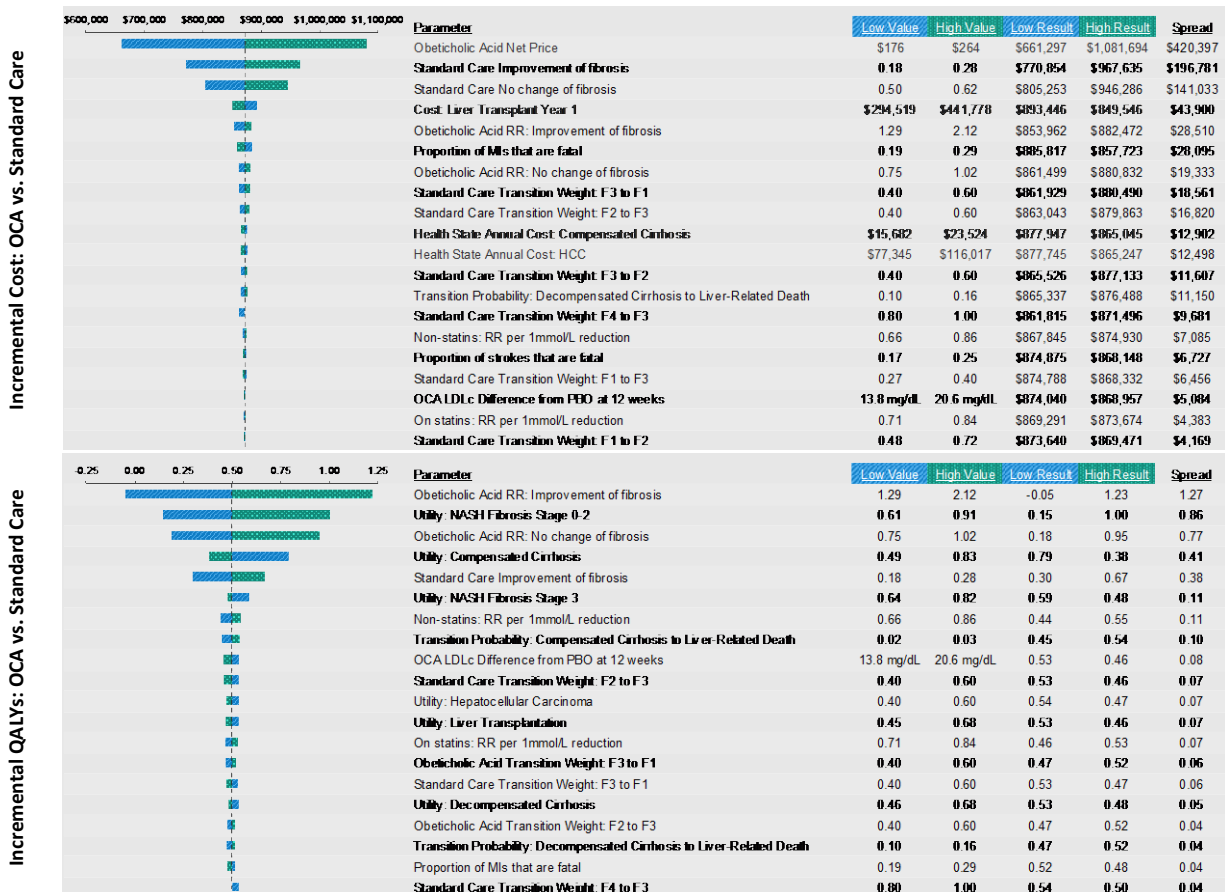 Incremental Cost: OCA vs. Standard Care
$600,000 $700,000 $800,000 $900,000 $1,000,000 $1,100,000
Parameter Low Value High Value Low Result High Result Spread
Obeticholic Acid Net Price $176 $264 $661,297 $1,081,694 $420,397
Standard Care Improvement of fibrosis 0.18 0.28 $770,854 $967,635 $196,781
Standard Care No change of fibrosis 0.50 0.62 $805,253 $946,286 $141,033
Cost: Liver Transplant Year 1 $294,519 $441,778 $893,446 $849,546 $43,900
Obeticholic Acid RR: Improvement of fibrosis 1.29 2.12 $853,962 $882,472 $28,510
Proportion of MIs that are fatal 0.19 0.29 $885,817 $857,723 $28,095
Obeticholic Acid RR: No change of fibrosis 0.75 1.02 $861,499 $880,832 $19,333
Standard Care Transition Weight: F3 to F1 0.40 0.60 $861,929 $880,490 $18,561
Standard Care Transition Weight: F2 to F3 0.40 0.60 $863,043 $879,863 $16,820
Health State Annual Cost: Compensated Cirrhosis $15,682 $23,524 $877,947 $865,045 $12,902
Health State Annual Cost: HCC $77,345 $116,017 $877,745 $865,247 $12,498
Standard Care Transition Weight: F3 to F2 0.40 0.60 $865,526 $877,133 $11,607
Transition Probability: Decompensated Cirrhosis to Liver-Related Death 0.10 0.16 $865,337 $876,488 $11,150
Standard Care Transition Weight: F4 to F3 0.80 1.00 $861,815 $871,496 $9,681
Non-statins: RR per 1mmol/L reduction 0.66 0.86 $867,845 $874,930 $7,085
Proportion of strokes that are fatal 0.17 0.25 $874,875 $868,148 $6,727
Standard Care Transition Weight: F1 to F3 0.27 0.40 $874,788 $868,332 $6,456
OCA LDLc Difference from PBO at 12 weeks 13.8 mg/dL 20.6 mg/dL $874,040 $868,957 $5,084
On statins: RR per 1mmol/L reduction 0.71 0.84 $869,291 $873,674 $4,383
Standard Care Transition Weight: F1 to F2 0.48 0.72 $873,640 $869,471 $4,169
Incremental QALYs: OCA vs. Standard Care
-0.25 0.00 0.25 0.50 0.75 1.00 1.25
Parameter Low Value High Value Low Result High Result Spread
Obeticholic Acid RR: Improvement of fibrosis 1.29 2.12 -0.05 1.23 1.27
Utility: NASH Fibrosis Stage 0-2 0.61 0.91 0.15 1.00 0.86
Obeticholic Acid RR: No change of fibrosis 0.75 1.02 0.18 0.95 0.77
Utility: Compensated Cirrhosis 0.49 0.83 0.79 0.38 0.41
Standard Care Improvement of fibrosis 0.18 0.28 0.30 0.67 0.38
Utility: NASH Fibrosis Stage 3 0.64 0.82 0.59 0.48 0.11
Non-statins: RR per 1mmol/L reduction 0.66 0.86 0.44 0.55 0.11
Transition Probability: Compensated Cirrhosis to Liver-Related Death 0.02 0.03 0.45 0.54 0.10
OCA LDLc Difference from PBO at 12 weeks 13.8 mg/dL 20.6 mg/dL 0.53 0.46 0.08
Standard Care Transition Weight: F2 to F3 0.40 0.60 0.53 0.46 0.07
Utility: Hepatocellular Carcinoma 0.40 0.60 0.54 0.47 0.07
Utility: Liver Transplantation 0.45 0.68 0.53 0.46 0.07
On statins: RR per 1mmol/L reduction 0.71 0.84 0.46 0.53 0.07
Obeticholic Acid Transition Weight: F3 to F1 0.40 0.60 0.47 0.52 0.06
Standard Care Transition Weight: F3 to F1 0.40 0.60 0.53 0.47 0.06
Utility: Decompensated Cirrhosis 0.46 0.68 0.53 0.48 0.05
Obeticholic Acid Transition Weight: F2 to F3 0.40 0.60 0.47 0.52 0.04
Transition Probability: Decompensated Cirrhosis to Liver-Related Death 0.10 0.16 0.47 0.52 0.04
Proportion of MIs that are fatal 0.19 0.29 0.52 0.48 0.04
Standard Care Transition Weight: F4 to F3 0.80 1.00 0.54 0.50 0.04